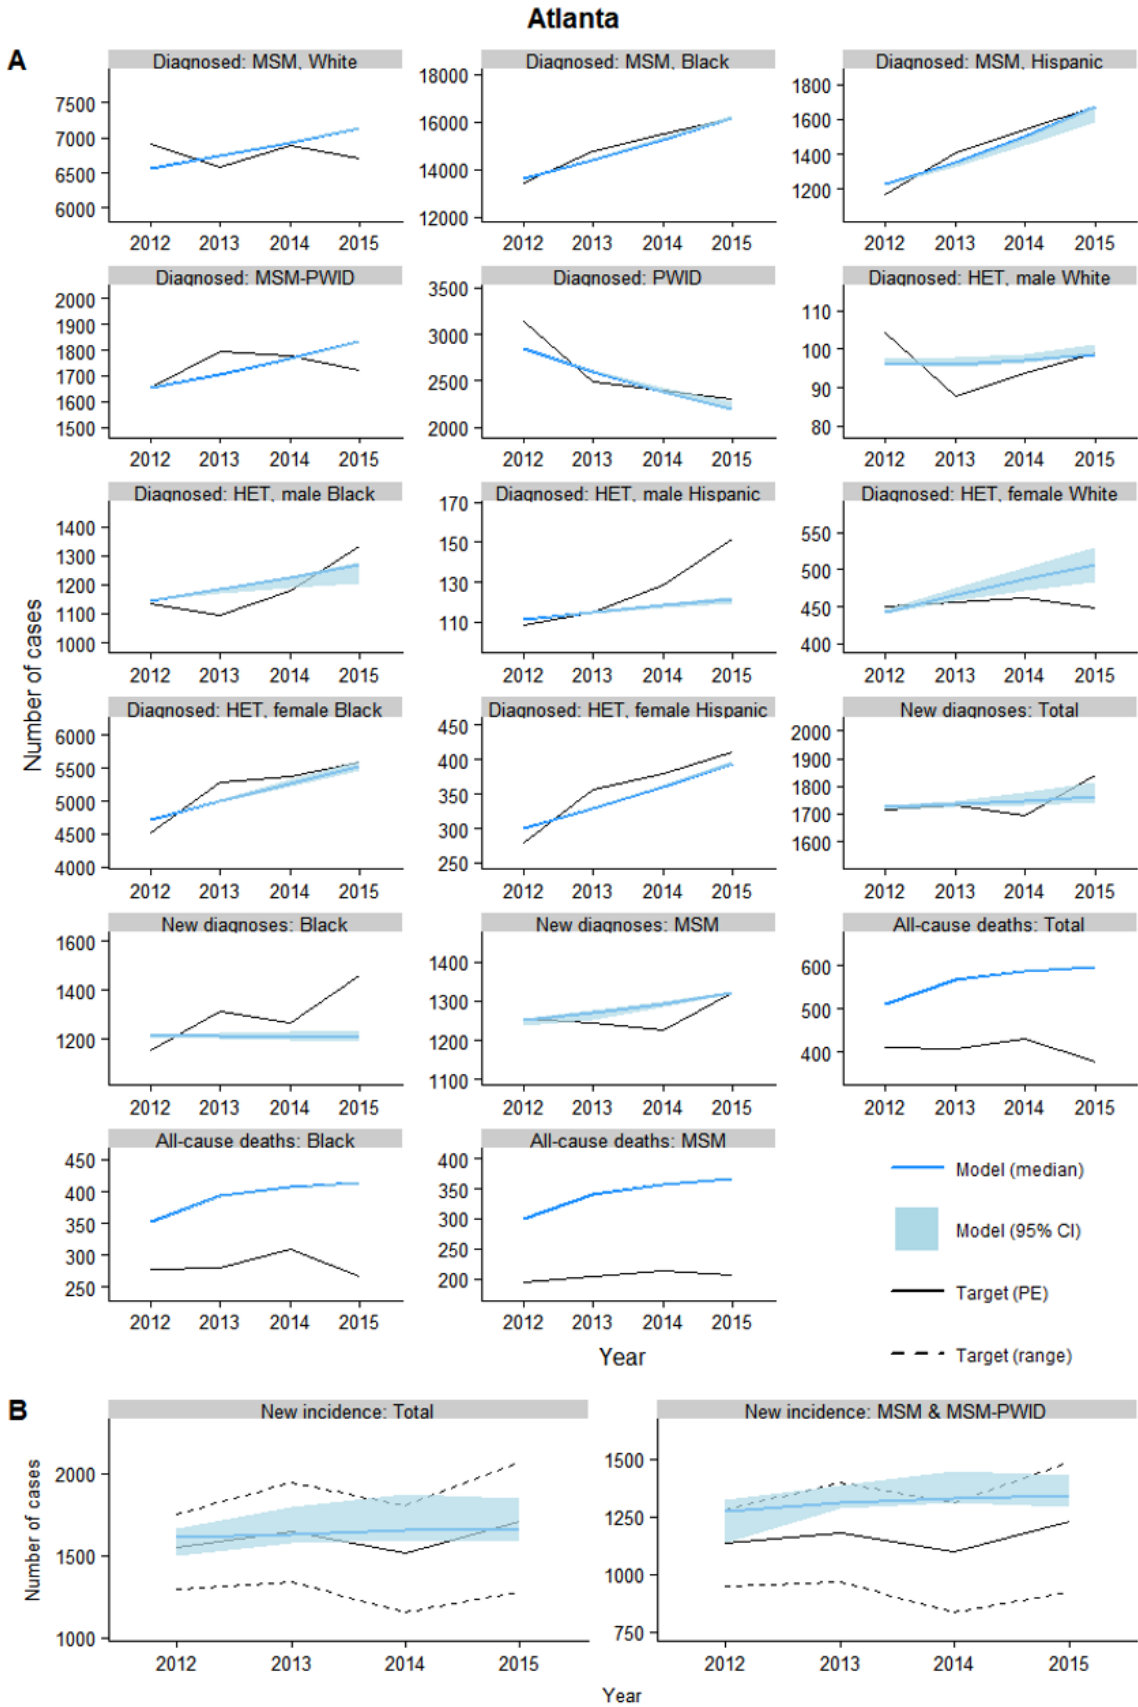 Atlanta
A
Diagnosed: MSM, White
Diagnosed: MSM, Black
Diagnosed: MSM, Hispanic
7500
7000
6500
6000
2012 2013 2014 2015
18000
16000
14000
12000
2012 2013 2014 2015
1800
1600
1400
1200
2012 2013 2014 2015
Diagnosed: MSM-PWID
Diagnosed: PWID
Diagnosed: HET, male White
2000
1900
1800
1700
1600
1500
2012 2013 2014 2015
3500
3000
2500
2000
2012 2013 2014 2015
110
100
90
80
2012 2013 2014 2015
Diagnosed: HET, male Black
Diagnosed: HET, male Hispanic
Diagnosed: HET, female White
1400
1300
1200
1100
1000
2012 2013 2014 2015
170
150
130
110
2012 2013 2014 2015
550
500
450
400
2012 2013 2014 2015
Number of cases
Diagnosed: HET, female Black
Diagnosed: HET, female Hispanic
New diagnoses: Total
6000
5500
5000
4500
4000
2012 2013 2014 2015
450
400
350
300
250
2012 2013 2014 2015
2000
1900
1800
1700
1600
2012 2013 2014 2015
New diagnoses: Black
New diagnoses: MSM
All-cause deaths: Total
1600
1400
1200
2012 2013 2014 2015
1400
1300
1200
1100
2012 2013 2014 2015
600
500
400
2012 2013 2014 2015
All-cause deaths: Black
All-cause deaths: MSM
450
400
350
300
250
2012 2013 2014 2015
400
350
300
250
200
2012 2013 2014 2015
Model (median)
Model (95% CI)
Target (PE)
Target (range)
Year
B
New incidence: Total
New incidence: MSM & MSM-PWID
Number of cases
2000
1500
1000
2012 2013 2014 2015
1500
1250
1000
750
2012 2013 2014 2015
Year